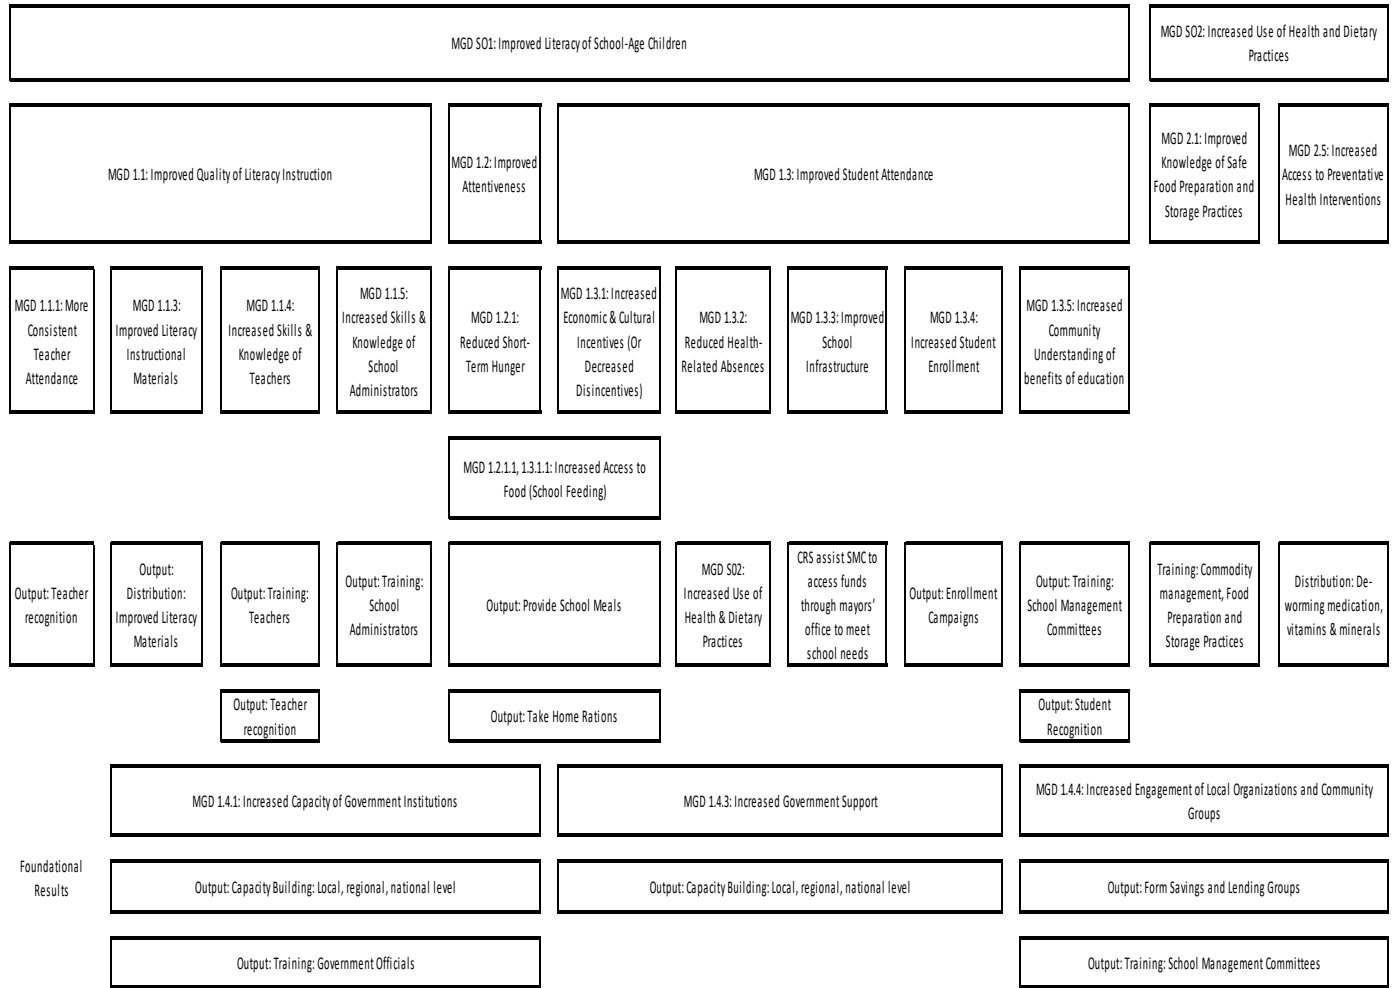 MGD SO1: Improved Literacy of School-Age Children
MGD SO2: Increased Use of Health and Dietary
Practices
MGD 1.1: Improved Quality of Literacy Instruction
MGD 1.2: Improved
Attentiveness
MGD 1.3: Improved Student Attendance
MGD 2.1: Improved
Knowledge of Safe
Food Preparation and
Storage Practices
MGD 2.5: Increased
Access to Preventative
Health Interventions
MGD 1.1.1: More
Consistent
Teacher
Attendance
MGD 1.1.3:
Improved Literacy
Instructional
Materials
MGD 1.1.4:
Increased Skills &
Knowledge of
Teachers
MGD 1.1.5:
Increased Skills &
Knowledge of
School
Administrators
MGD 1.2.1:
Reduced Short-
Term Hunger
MGD 1.3.1: Increased
Economic & Cultural
Incentives (Or
Decreased
Disincentives)
MGD 1.3.2:
Reduced Health-
Related Absences
MGD 1.3.3: Improved
School
Infrastructure
MGD 1.3.4:
Increased Student
Enrollment
MGD 1.3.5: Increased
Community
Understanding of
benefits of education
MGD 1.2.1.1, 1.3.1.1: Increased Access to
Food (School Feeding)
Output: Teacher
recognition
Output:
Distribution:
Improved Literacy
Materials
Output: Training:
Teachers
Output: Training:
School
Administrators
Output: Provide School Meals
MGD S02:
Increased Use of
Health & Dietary
Practices
CRS assist SMC to
access funds
through mayors'
office to meet
school needs
Output: Enrollment
Campaigns
Output: Training:
School Management
Committees
Training: Commodity
management, Food
Preparation and
Storage Practices
Distribution: De-
worming medication,
vitamins & minerals
Output: Teacher
recognition
Output: Take Home Rations
Output: Student
Recognition
MGD 1.4.1: Increased Capacity of Government Institutions
MGD 1.4.3: Increased Government Support
MGD 1.4.4: Increased Engagement of Local Organizations and Community
Groups
Foundational
Results
Output: Capacity Building: Local, regional, national level
Output: Capacity Building: Local, regional, national level
Output: Form Savings and Lending Groups
Output: Training: Government Officials
Output: Training: School Management Committees